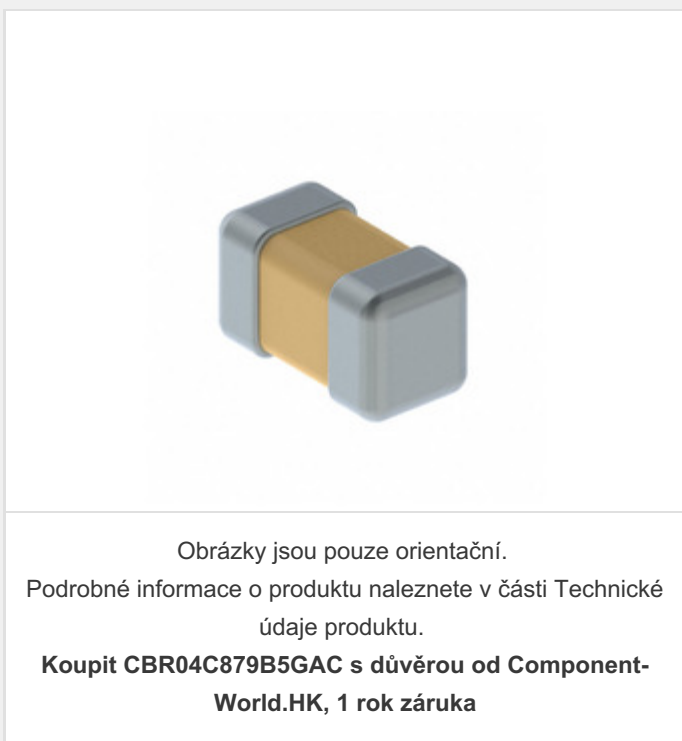 Obrázky jsou pouze orientační.
Podrobné informace o produktu naleznete v části Technické
údaje produktu.
Koupit CBR04C879B5GAC s důvěrou od Component-
World.HK, 1 rok záruka